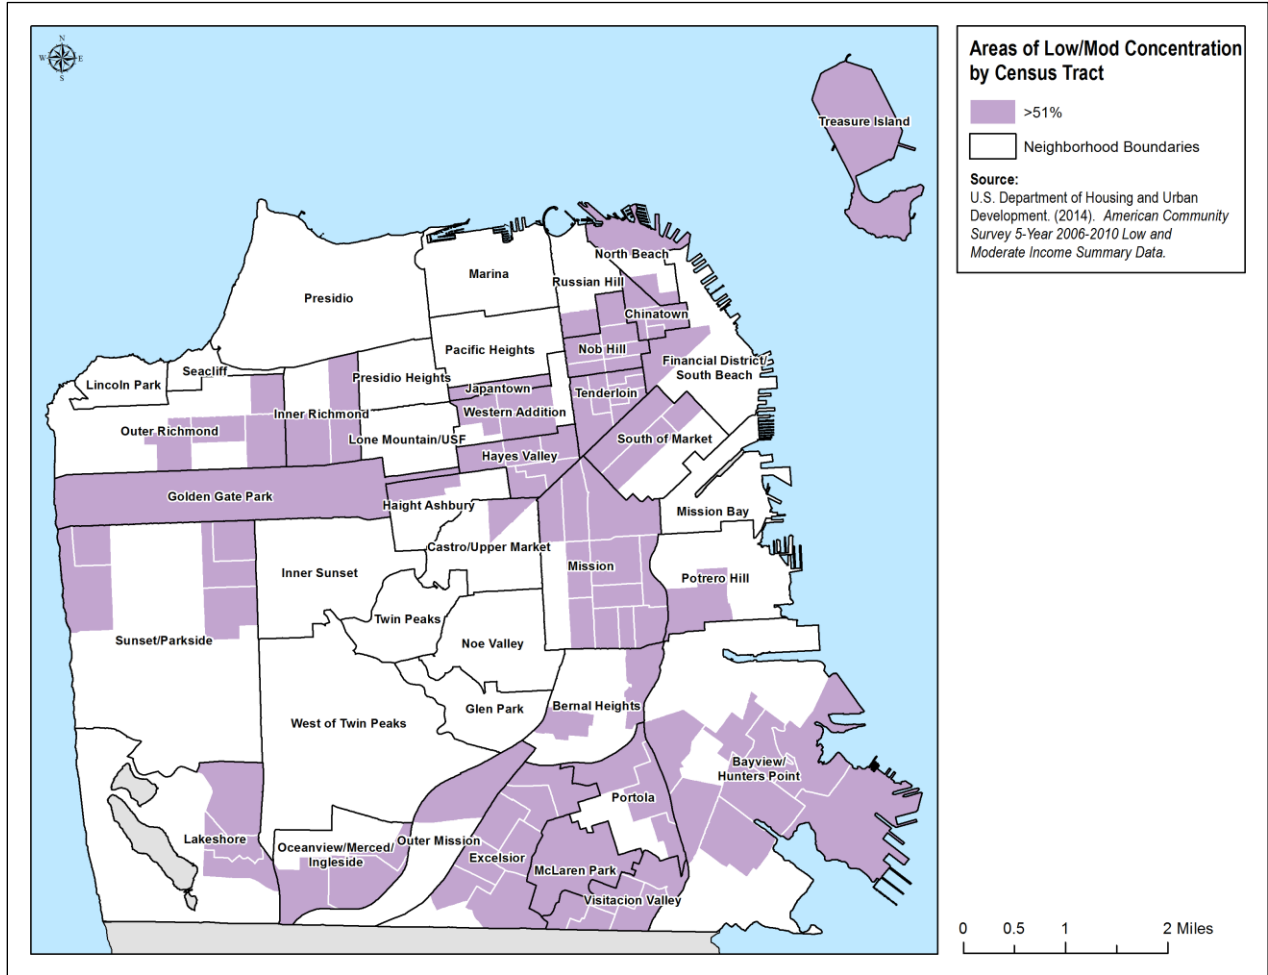 N
W E
S
Areas of Low/Mod Concentration
by Census Tract
>51%
Neighborhood Boundaries
Source:
U.S. Department of Housing and Urban
Development. (2014). American Community
Survey 5-Year 2006-2010 Low and
Moderate Income Summary Data.
Treasure Island
North Beach
Marina
Russian Hill
Presidio
Chinatown
Pacific Heights
Nob Hill
Financial District/
South Beach
Seacliff
Lincoln Park
Presidio Heights
Japantown
Tenderloin
Inner Richmond
Western Addition
Outer Richmond
Lone Mountain/USF
South of Market
Hayes Valley
Golden Gate Park
Haight Ashbury
Mission Bay
Castro/Upper Market
Inner Sunset
Mission
Potrero Hill
Twin Peaks
Sunset/Parkside
Noe Valley
Glen Park
Bernal Heights
West of Twin Peaks
Bayview/
Hunters Point
Portola
Lakeshore
Oceanview/Merced/
Ingleside
Outer Mission
Excelsior
McLaren Park
Visitacion Valley
0 0.5 1 2 Miles